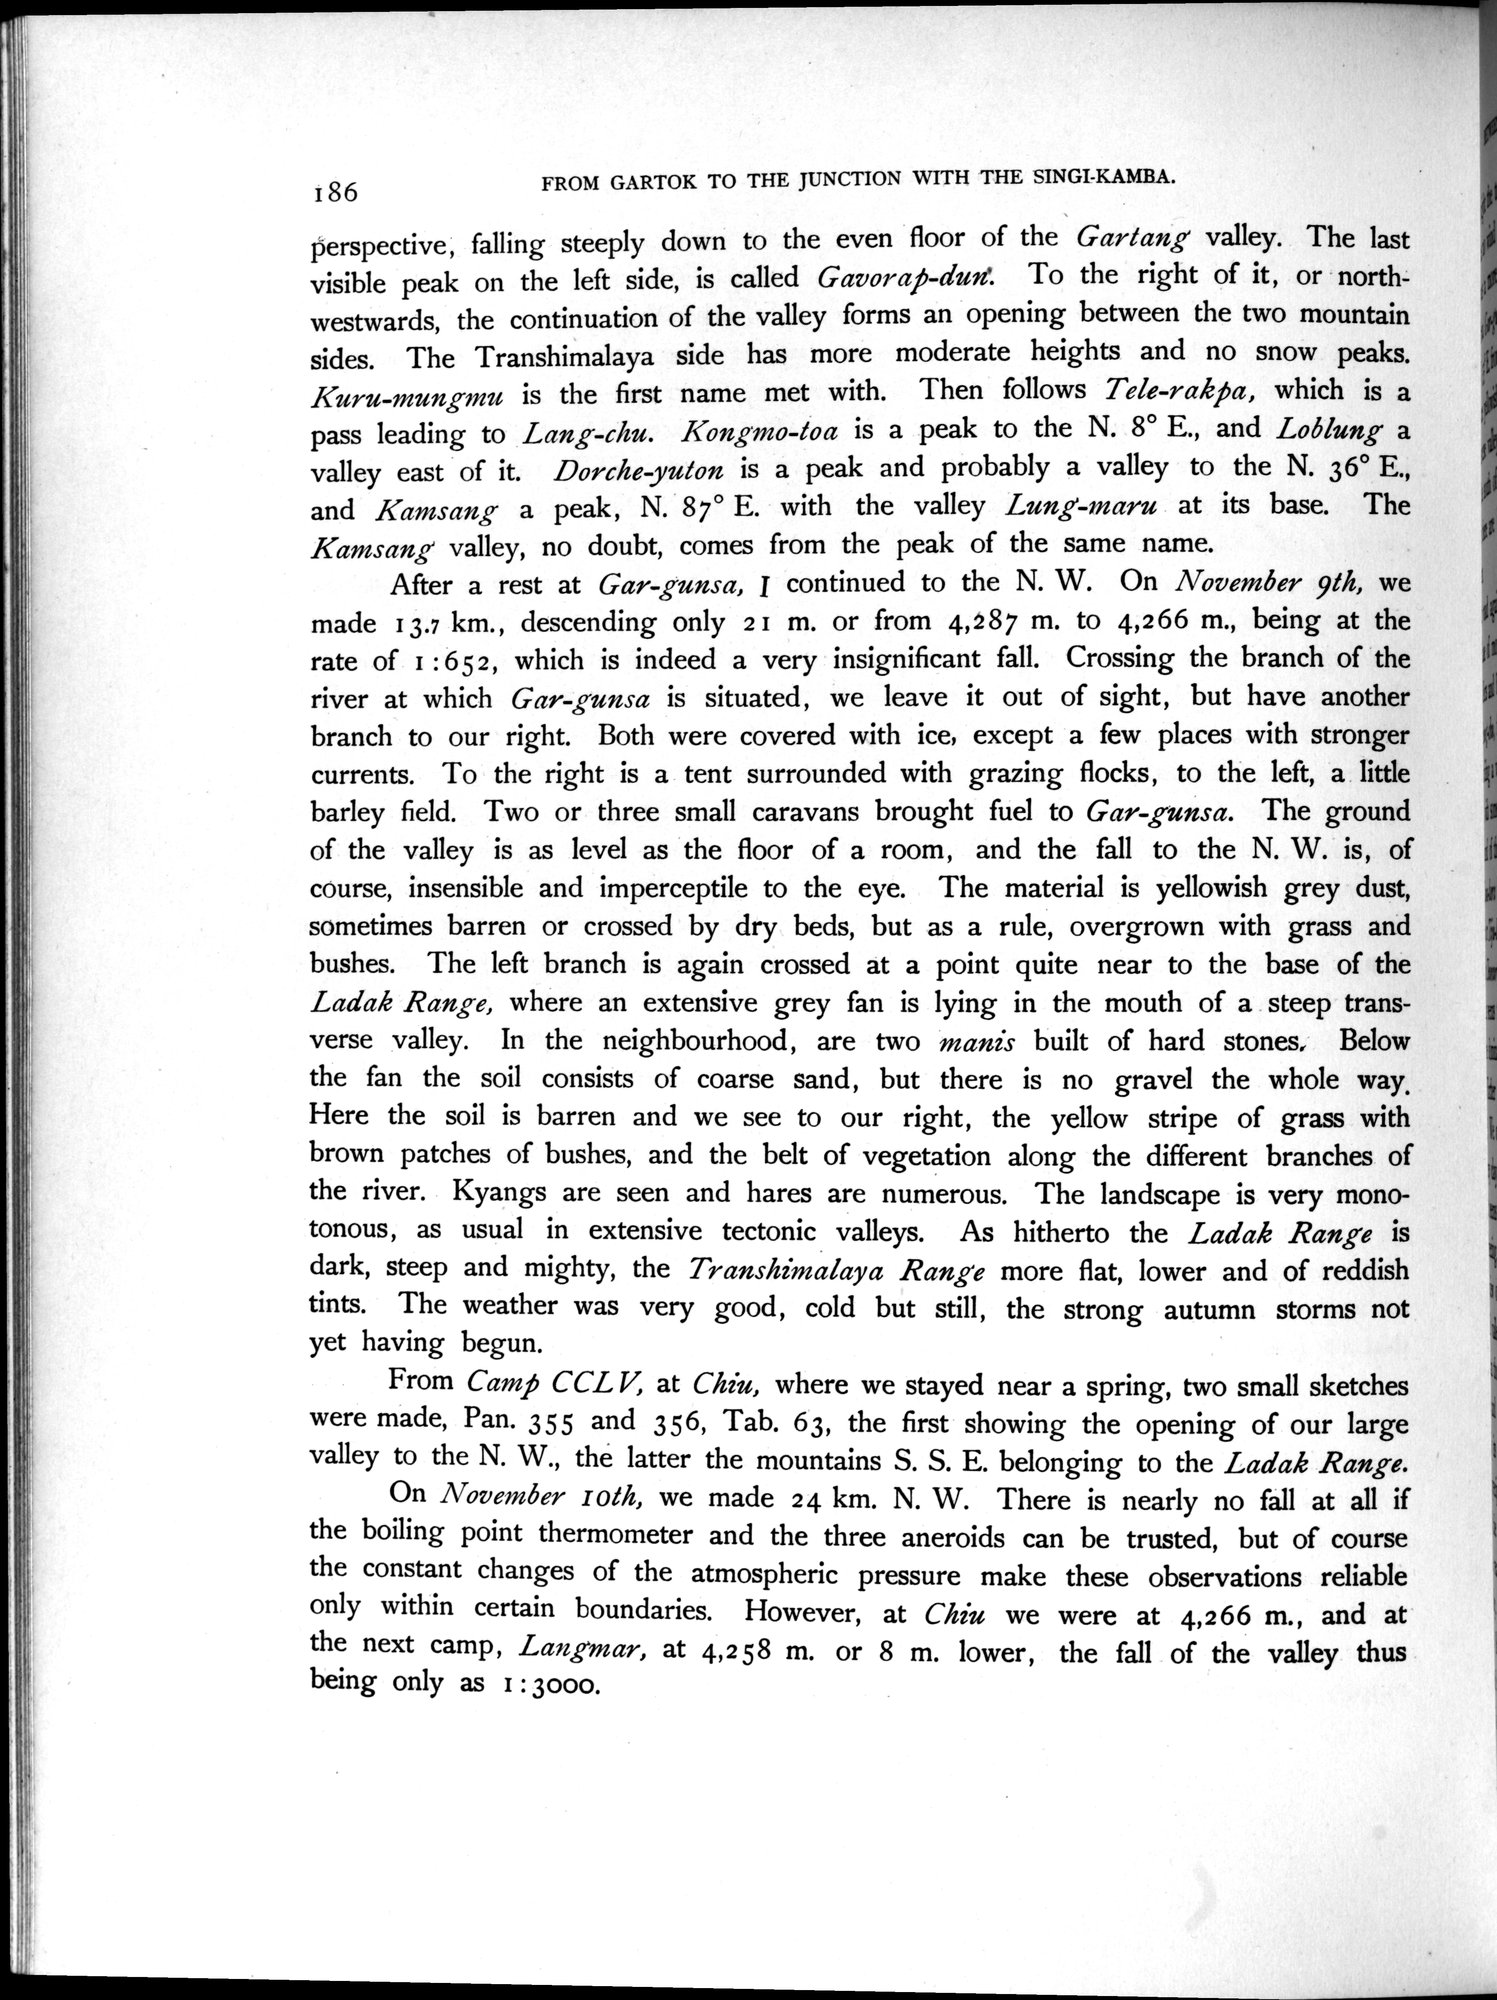 186
FROM GARTOK TO THE JUNCTION WITH THE SINGI-KAMBA.
perspective, falling steeply down to the even floor of the Gartang valley. The last
visible peak on the left side, is called Gavorap-dun. To the right of it, or north-
westwards, the continuation of the valley forms an opening between the two mountain
sides. The Transhimalaya side has more moderate heights and no snow peaks.
Kuru-mungmu is the first name met with. Then follows Tele-rakpa, which is a
pass leading to Lang-chu. Kongmo-toa is a peak to the N. 8° E., and Loblung a
valley east of it. Dorche-yuton is a peak and probably a valley to the N. 36° E.,
and Kamsang a peak, N. 87° E. with the valley Lung-maru at its base. The
Kamsang valley, no doubt, comes from the peak of the same name.
After a rest at Gar-gunsa, I continued to the N. W. On November 9th, we
made 13.7 km., descending only 21 m. or from 4,287 m. to 4,266 m., being at the
rate of 1:652, which is indeed a very insignificant fall. Crossing the branch of the
river at which Gar-gunsa is situated, we leave it out of sight, but have another
branch to our right. Both were covered with ice, except a few places with stronger
currents. To the right is a tent surrounded with grazing flocks, to the left, a little
barley field. Two or three small caravans brought fuel to Gar-gunsa. The ground
of the valley is as level as the floor of a room, and the fall to the N. W. is, of
course, insensible and imperceptile to the eye. The material is yellowish grey dust,
sometimes barren or crossed by dry beds, but as a rule, overgrown with grass and
bushes. The left branch is again crossed at a point quite near to the base of the
Ladak Range, where an extensive grey fan is lying in the mouth of a steep trans-
verse valley. In the neighbourhood, are two manis built of hard stones. Below
the fan the soil consists of coarse sand, but there is no gravel the whole way.
Here the soil is barren and we see to our right, the yellow stripe of grass with
brown patches of bushes, and the belt of vegetation along the different branches of
the river. Kyangs are seen and hares are numerous. The landscape is very mono-
tonous, as usual in extensive tectonic valleys. As hitherto the Ladak Range is
dark, steep and mighty, the Transhimalaya Range more flat, lower and of reddish
tints. The weather was very good, cold but still, the strong autumn storms not
yet having begun.
From Camp CCLV, at Chiu, where we stayed near a spring, two small sketches
were made, Pan. 355 and 356, Tab. 63, the first showing the opening of our large
valley to the N. W., the latter the mountains S. S. E. belonging to the Ladak Range.
On November 10th, we made 24 km. N. W. There is nearly no fall at all if
the boiling point thermometer and the three aneroids can be trusted, but of course
the constant changes of the atmospheric pressure make these observations reliable
only within certain boundaries. However, at Chiu we were at 4,266 m., and at
the next camp, Langmar, at 4,258 m. or 8 m. lower, the fall of the valley thus
being only as 1:3000.